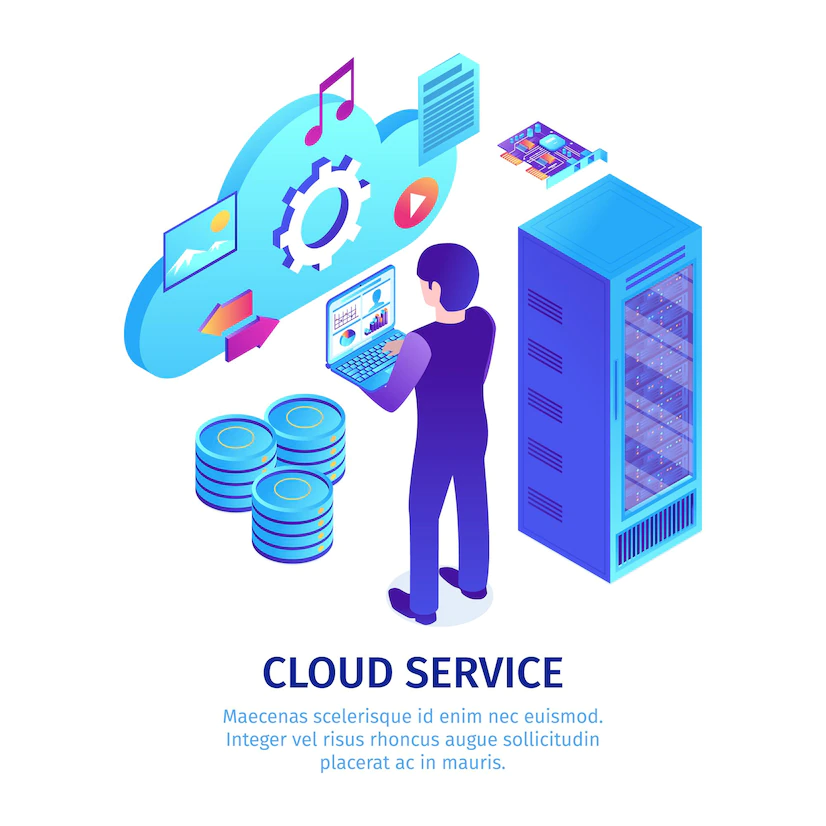 CLOUD SERVICE
Maecenas scelerisque id enim nec euismod.
Integer vel risus rhoncus augue sollicitudin
placerat ac in mauris.